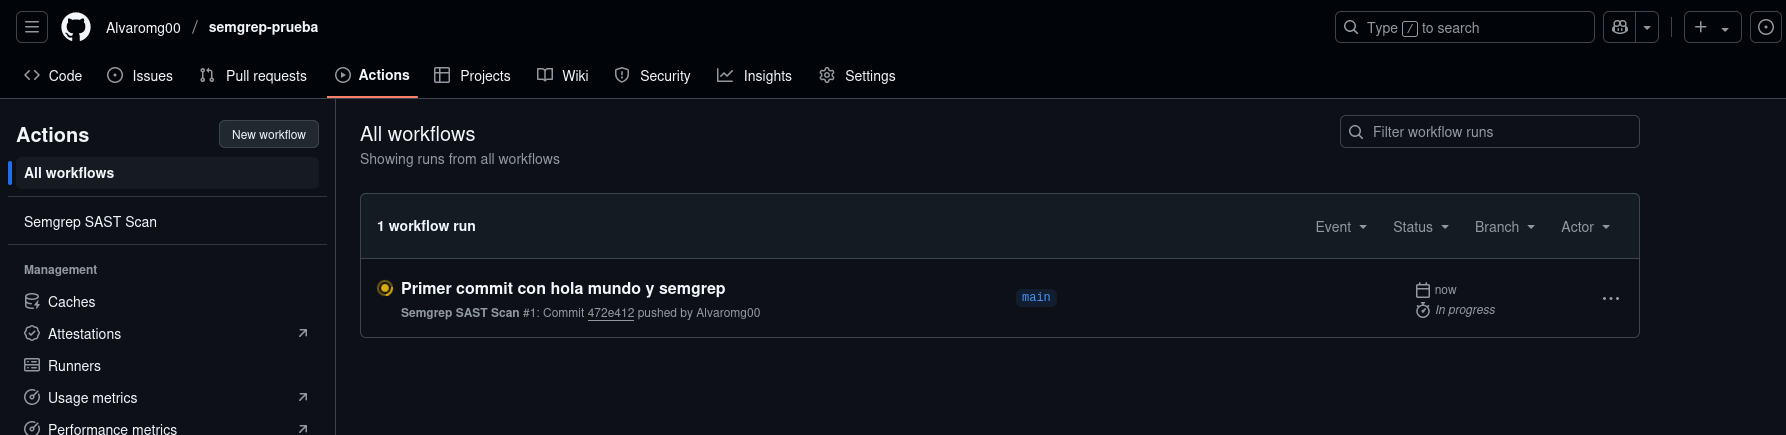 Alvaromg00 / semgrep-prueba
Type / to search
Code Issues Pull requests Actions Projects Wiki Security Insights Settings
Actions
New workflow
All workflows
Semgrep SAST Scan
Management
Caches
Attestations
Runners
Usage metrics
Performance metrics
All workflows
Showing runs from all workflows
Filter workflow runs
1 workflow run
Event Status Branch Actor
Primer commit con hola mundo y semgrep
Semgrep SAST Scan #1: Commit 472e412 pushed by Alvaromg00
main
now
In progress